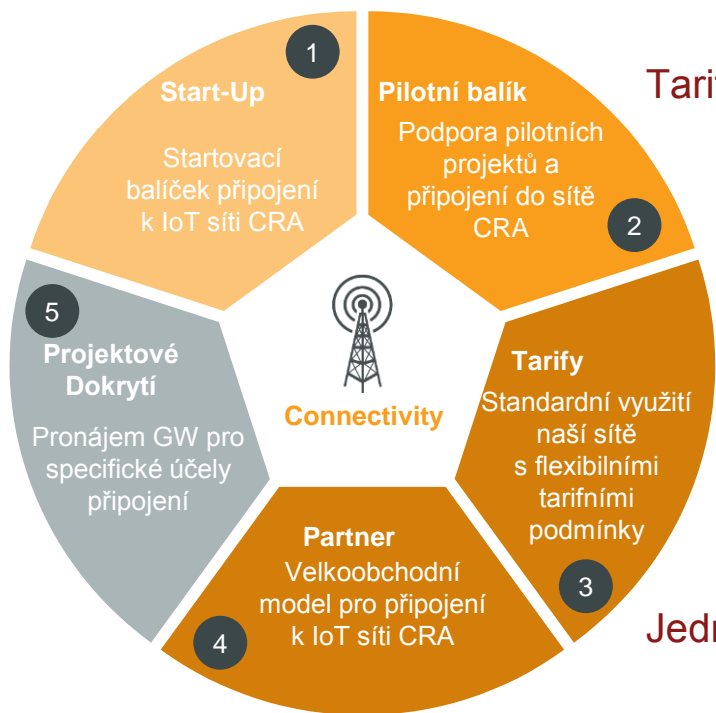 1
Start-Up
Startovací
balíček připojení
k IoT síti CRA
Pilotní balík
Podpora pilotních
projektů a
připojení do sítě
CRA
2
Tarify
Standardní využití
naší sítě
s flexibilními
tarifními
podmínky
3
Partner
Velkoobchodní
model pro připojení
k IoT síti CRA
4
5
Projektové
Dokrytí
Pronájem GW pro
specifické účely
připojení
Connectivity